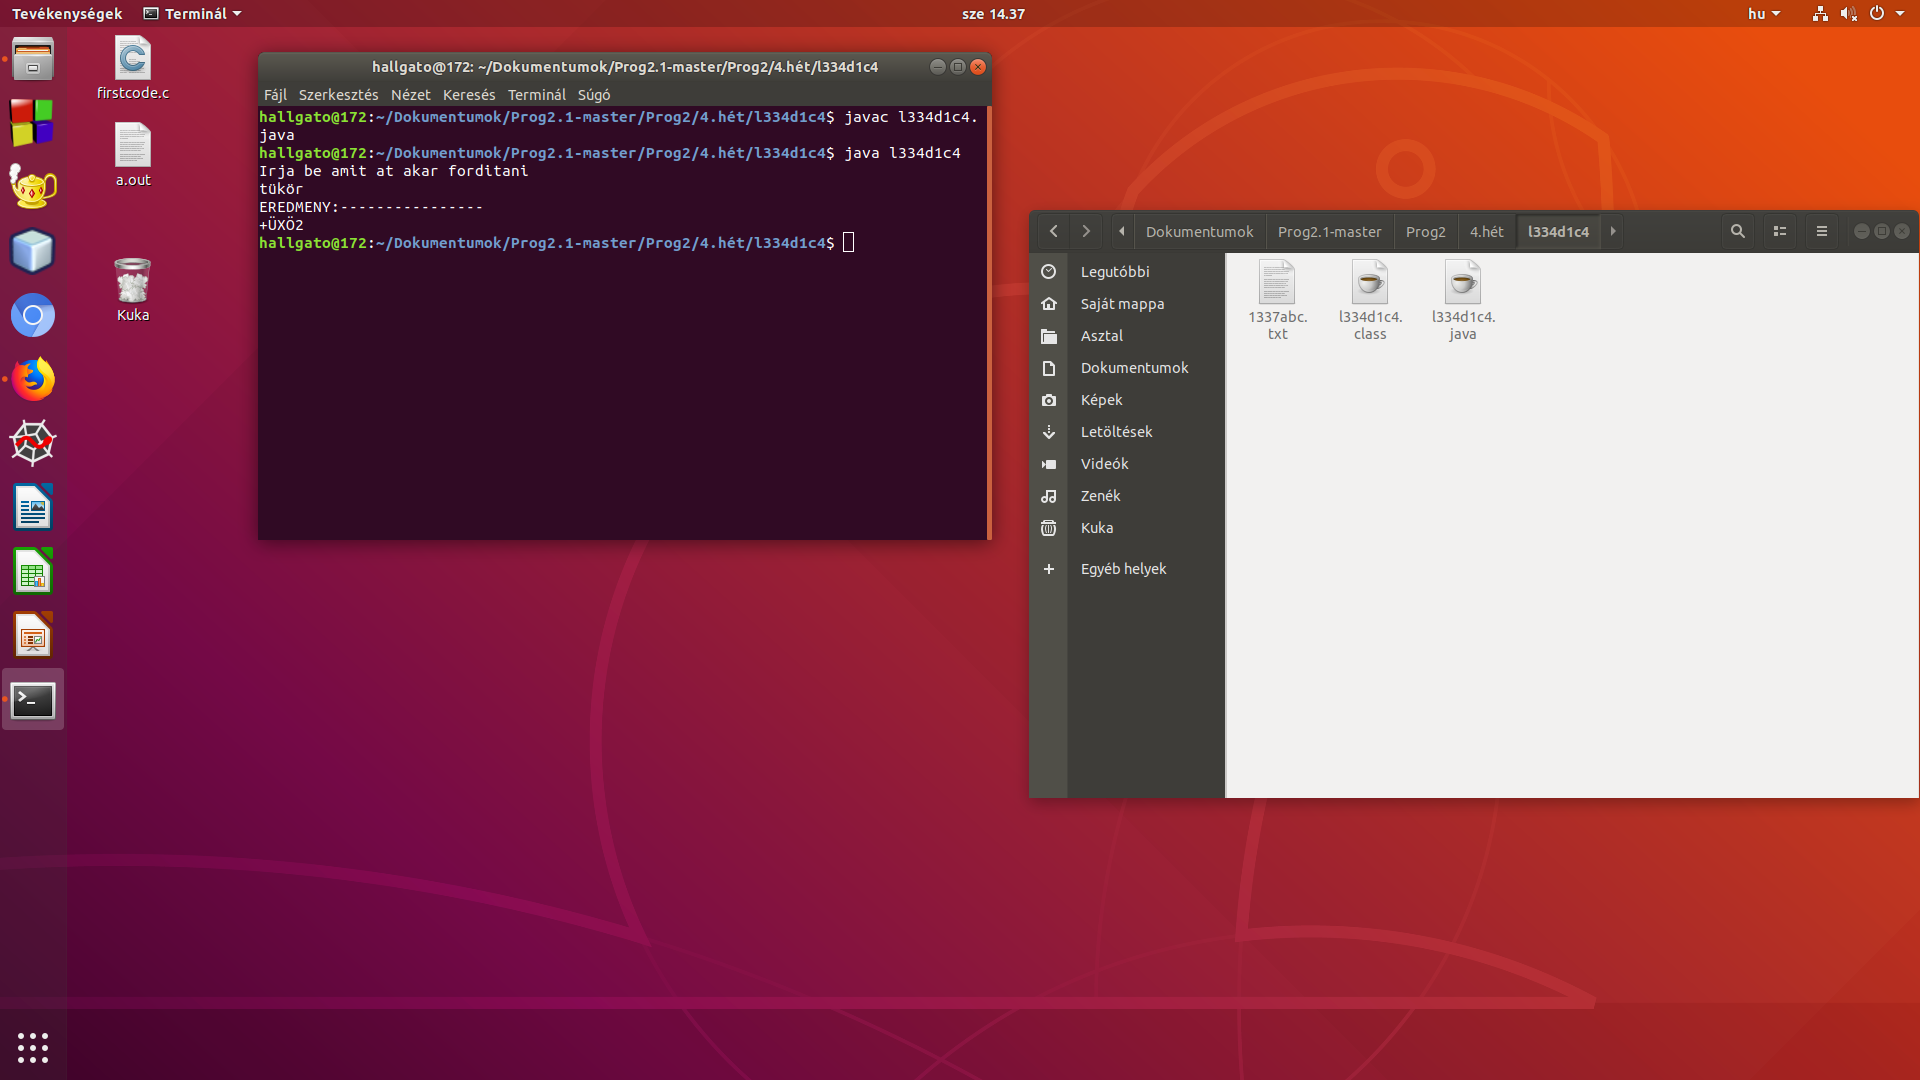 Tevékenységek
Terminál
sze 14.37
hu
firstcode.c
a.out
Kuka
hallgato@172: ~/Dokumentumok/Prog2.1-master/Prog2/4.hét/l334d1c4
Fájl Szerkesztés Nézet Keresés Terminál Súgó
hallgato@172:~/Dokumentumok/Prog2.1-master/Prog2/4.hét/l334d1c4$ javac l334d1c4.
java
hallgato@172:~/Dokumentumok/Prog2.1-master/Prog2/4.hét/l334d1c4$ java l334d1c4
Irja be amit at akar forditani
tükör
EREDMENY:----------------
+ÜXÖ2
hallgato@172:~/Dokumentumok/Prog2.1-master/Prog2/4.hét/l334d1c4$
Dokumentumok Prog2.1-master Prog2 4.hét l334d1c4
Legutóbbi
Saját mappa
Asztal
Dokumentumok
Képek
Letöltések
Videók
Zenék
Kuka
Egyéb helyek
1337abc.
txt
l334d1c4.
class
l334d1c4.
java